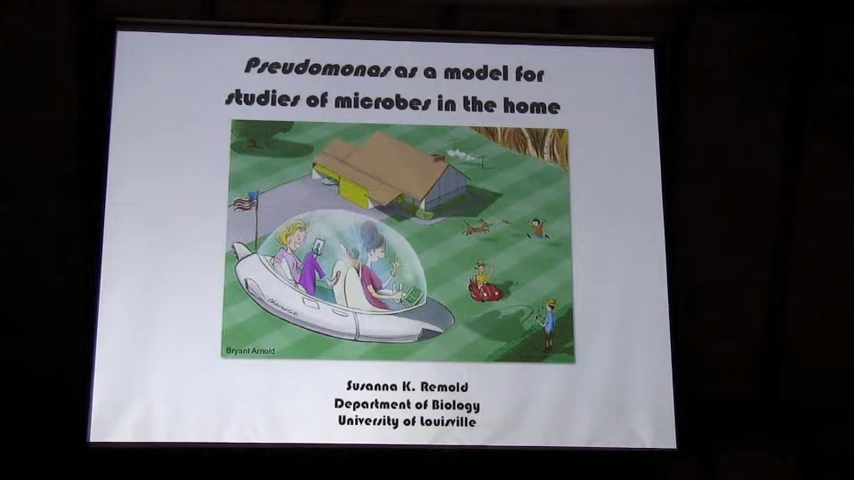 Pseudomonas as a model for
studies of microbes in the home
Bryant Arnold
Susanna K. Remold
Department of Biology
University of Louisville